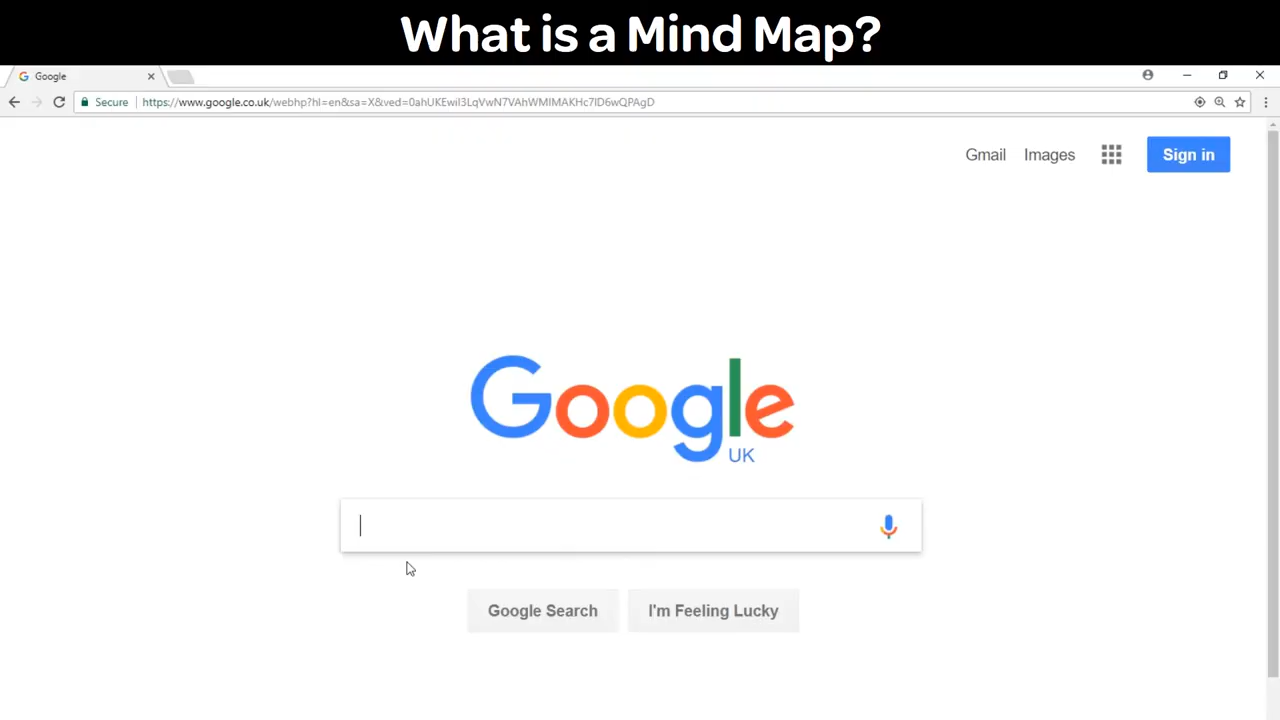 What is a Mind Map?
Google
Secure https://www.google.co.uk/webhp?hl=en&sa=X&ved=0ahUKEwiI3LqVwN7VAhWMIMAKHc7ID6wQPAgD
Gmail Images Sign in
Google
UK
Google Search I'm Feeling Lucky